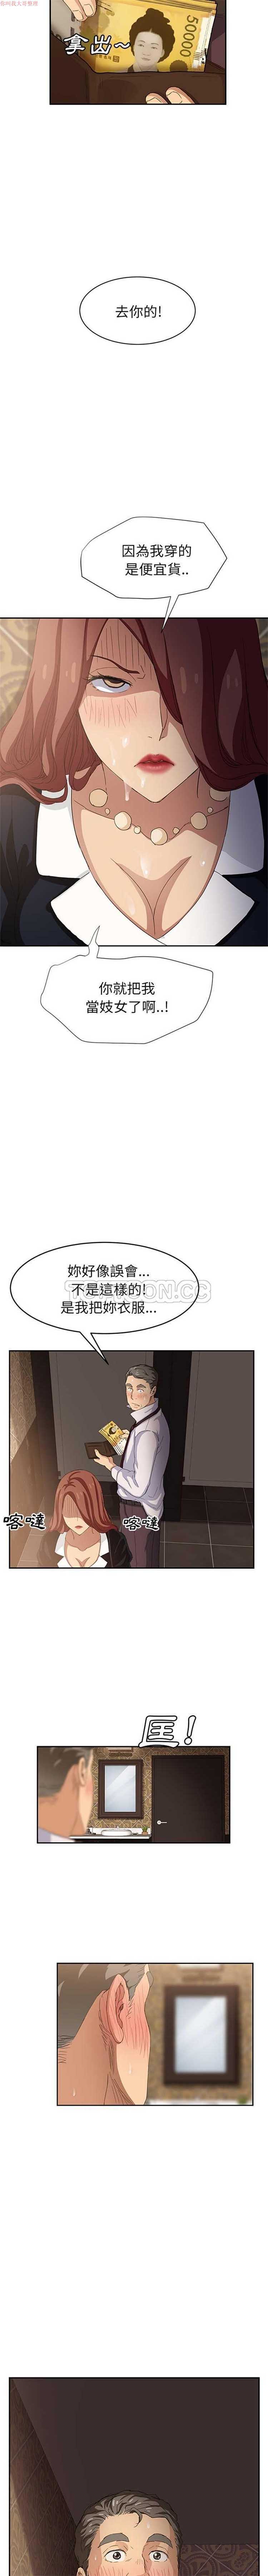 拿出~
50000
去你的!
因為我穿的
是便宜貨..
你就把我
當妓女了啊..!
妳好像誤會...
不是這樣的!
是我把妳衣服...
喀噠
喀噠
匡!